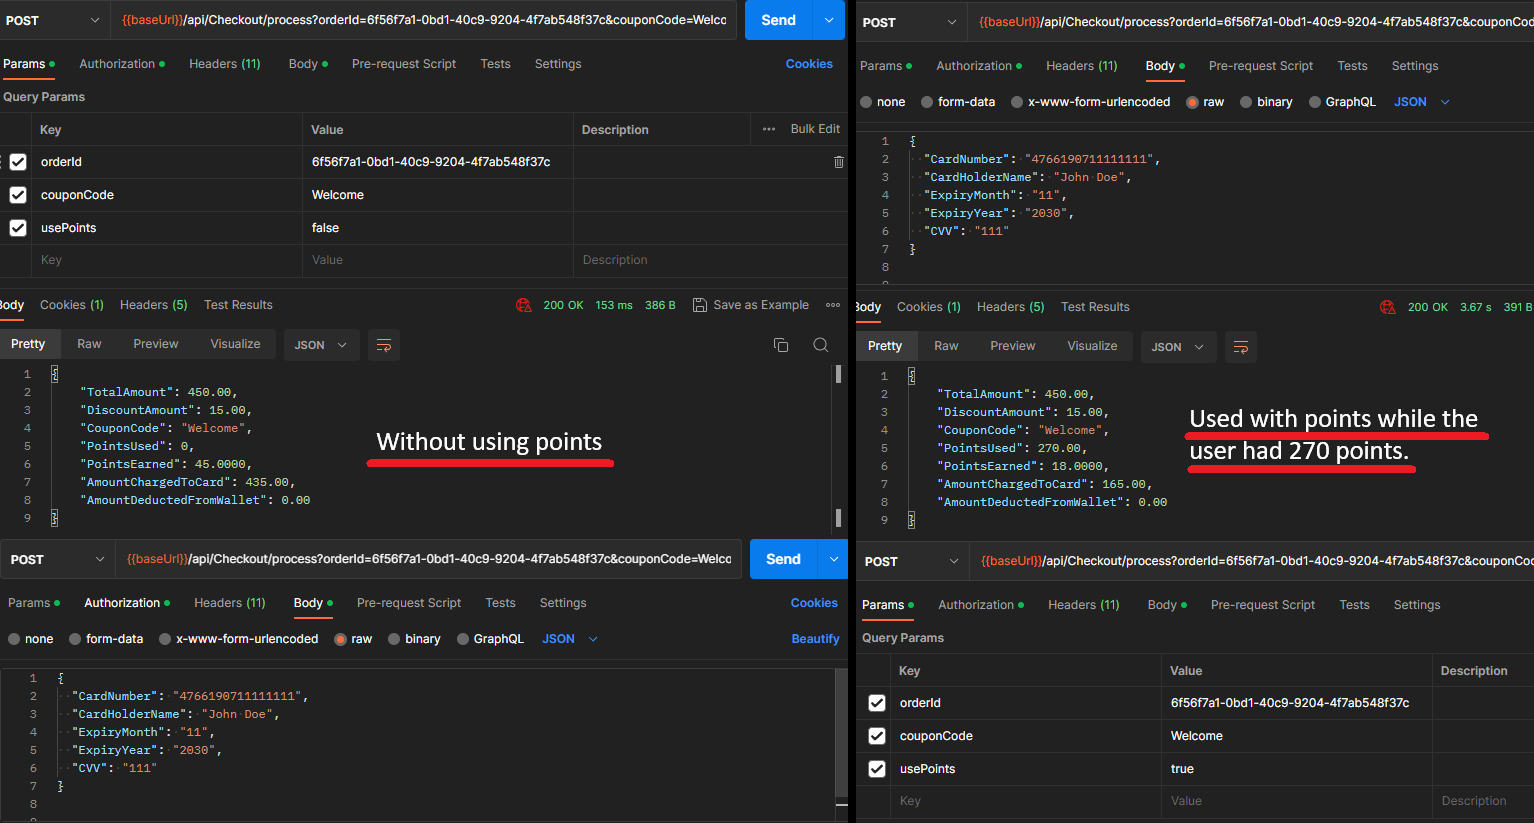 POST {{baseUrl}}/api/Checkout/process?orderId=6f56f7a1-0bd1-40c9-9204-4f7ab548f37c&couponCode=Welco Send
Params Authorization Headers (11) Body Pre-request Script Tests Settings Cookies
Query Params
Key Value Description ••• Bulk Edit
orderId 6f56f7a1-0bd1-40c9-9204-4f7ab548f37c
couponCode Welcome
usePoints false
Key Value Description
Body Cookies (1) Headers (5) Test Results 200 OK 153 ms 386 B Save as Example
Pretty Raw Preview Visualize JSON
1 {
2 "TotalAmount": 450.00,
3 "DiscountAmount": 15.00,
4 "CouponCode": "Welcome",
5 "PointsUsed": 0,
6 "PointsEarned": 45.0000,
7 "AmountChargedToCard": 435.00,
8 "AmountDeductedFromWallet": 0.00
9 }
Without using points
POST {{baseUrl}}/api/Checkout/process?orderId=6f56f7a1-0bd1-40c9-9204-4f7ab548f37c&couponCode=Welco Send
Params Authorization Headers (11) Body Pre-request Script Tests Settings Cookies
none form-data x-www-form-urlencoded raw binary GraphQL JSON Beautify
1 {
2 "CardNumber": "4766190711111111",
3 "CardHolderName": "John Doe",
4 "ExpiryMonth": "11",
5 "ExpiryYear": "2030",
6 "CVV": "111"
7 }
8
POST {{baseUrl}}/api/Checkout/process?orderId=6f56f7a1-0bd1-40c9-9204-4f7ab548f37c&couponCod
Params Authorization Headers (11) Body Pre-request Script Tests Settings
none form-data x-www-form-urlencoded raw binary GraphQL JSON
1 {
2 "CardNumber": "4766190711111111",
3 "CardHolderName": "John Doe",
4 "ExpiryMonth": "11",
5 "ExpiryYear": "2030",
6 "CVV": "111"
7 }
8
Body Cookies (1) Headers (5) Test Results 200 OK 3.67 s 391 B
Pretty Raw Preview Visualize JSON
1 {
2 "TotalAmount": 450.00,
3 "DiscountAmount": 15.00,
4 "CouponCode": "Welcome",
5 "PointsUsed": 270.00,
6 "PointsEarned": 18.0000,
7 "AmountChargedToCard": 165.00,
8 "AmountDeductedFromWallet": 0.00
9 }
Used with points while the
user had 270 points.
POST {{baseUrl}}/api/Checkout/process?orderId=6f56f7a1-0bd1-40c9-9204-4f7ab548f37c&couponCod
Params Authorization Headers (11) Body Pre-request Script Tests Settings
Query Params
Key Value Description
orderId 6f56f7a1-0bd1-40c9-9204-4f7ab548f37c
couponCode Welcome
usePoints true
Key Value Description